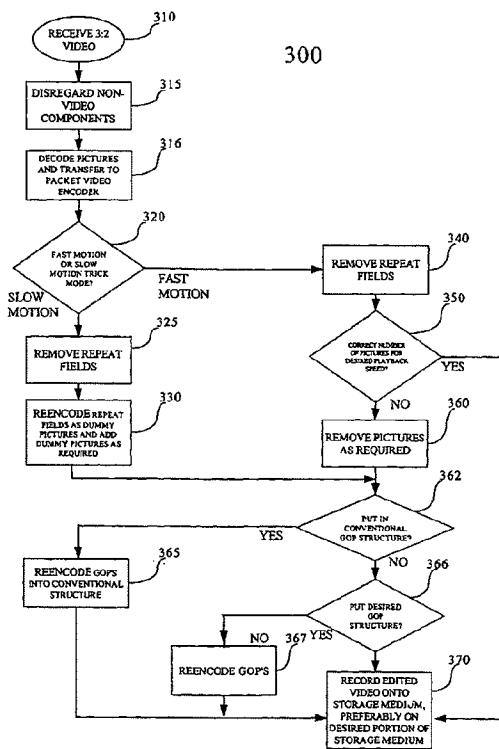 310
RECEIVE 3:2
VIDEO
300
315
DISREGARD NON-
VIDEO
COMPONENTS
316
DECODE PICTURES
AND TRANSFER TO
PACKET VIDEO
ENCODER
320
FAST MOTION
OR SLOW
MOTION TRICK
MODE?
SLOW
MOTION
FAST
MOTION
340
REMOVE REPEAT
FIELDS
325
REMOVE REPEAT
FIELDS
350
CORRECT NUMBER
OF PICTURES FOR
DESIRED PLAYBACK
SPEED?
YES
NO
330
REENCODE REPEAT
FIELDS AS DUMMY
PICTURES AND ADD
DUMMY PICTURES AS
REQUIRED
360
REMOVE PICTURES
AS REQUIRED
362
PUT IN
CONVENTIONAL
GOP STRUCTURE?
YES
NO
365
REENCODE GOP'S
INTO CONVENTIONAL
STRUCTURE
366
PUT DESIRED
GOP
STRUCTURE?
NO
YES
367
REENCODE GOP'S
370
RECORD EDITED
VIDEO ONTO
STORAGE MEDIUM,
PREFERABLY ON
DESIRED PORTION OF
STORAGE MEDIUM